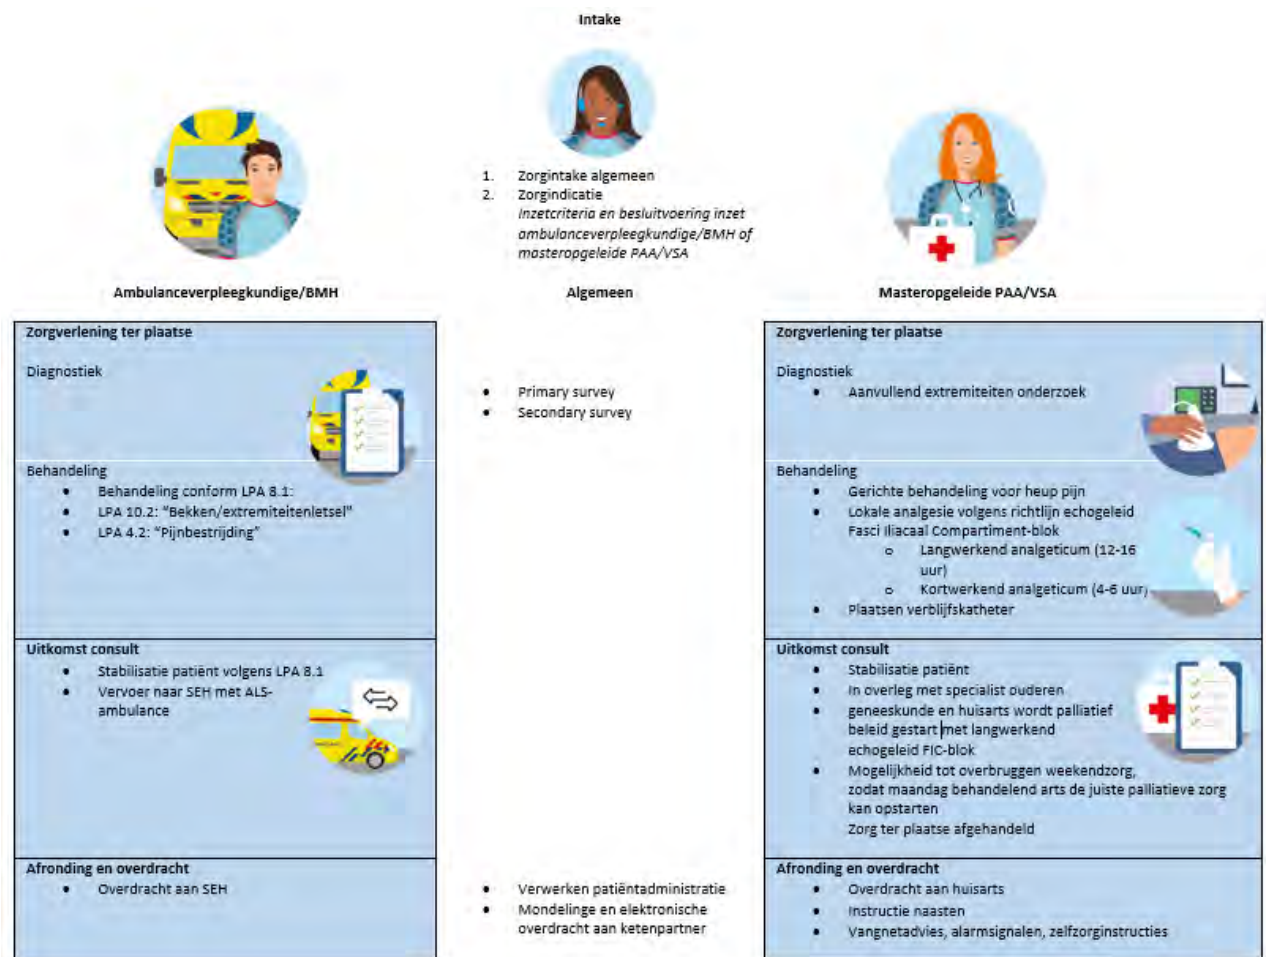 Intake
1. Zorgintake algemeen
2. Zorgindicatie
Inzetcriteria en besluitvoering inzet
ambulanceverpleegkundige/BMH of
masteropgeleide PAA/VSA
Ambulanceverpleegkundige/BMH
Algemeen
Masteropgeleide PAA/VSA
Zorgverlening ter plaatse
Diagnostiek
Behandeling
• Behandeling conform LPA 8.1:
• LPA 10.2: “Bekken/extremiteitenletsel”
• LPA 4.2: “Pijnbestrijding”
Uitkomst consult
• Stabilisatie patiënt volgens LPA 8.1
• Vervoer naar SEH met ALS-
ambulance
Afronding en overdracht
• Overdracht aan SEH
• Primary survey
• Secondary survey
• Verwerken patiëntadministratie
• Mondelinge en elektronische
overdracht aan ketenpartner
Zorgverlening ter plaatse
Diagnostiek
• Aanvullend extremiteiten onderzoek
Behandeling
• Gerichte behandeling voor heup pijn
• Lokale analgesie volgens richtlijn echogeleid
Fasci Iliacaal Compartiment-blok
o Langwerkend analgeticum (12-16
uur)
o Kortwerkend analgeticum (4-6 uur)
• Plaatsen verblijfskatheter
Uitkomst consult
• Stabilisatie patiënt
• In overleg met specialist ouderen
• geneeskunde en huisarts wordt palliatief
beleid gestart met langwerkend
echogeleid FIC-blok
• Mogelijkheid tot overbruggen weekendzorg,
zodat maandag behandelend arts de juiste palliatieve zorg
kan opstarten
Zorg ter plaatse afgehandeld
Afronding en overdracht
• Overdracht aan huisarts
• Instructie naasten
• Vangnetadvies, alarmsignalen, zelfzorginstructies